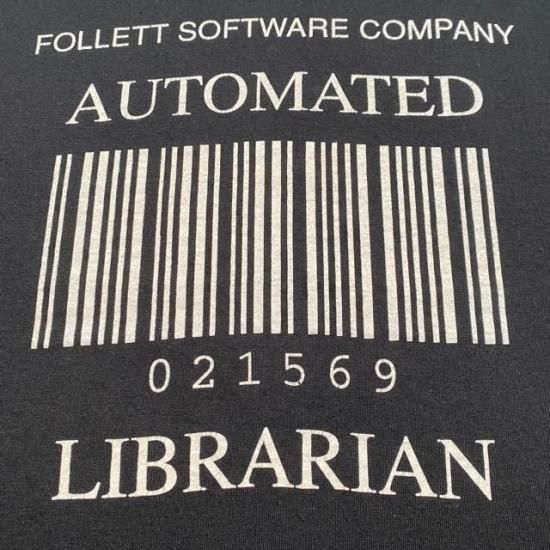 FOLLETT SOFTWARE COMPANY
AUTOMATED
021569
LIBRARIAN